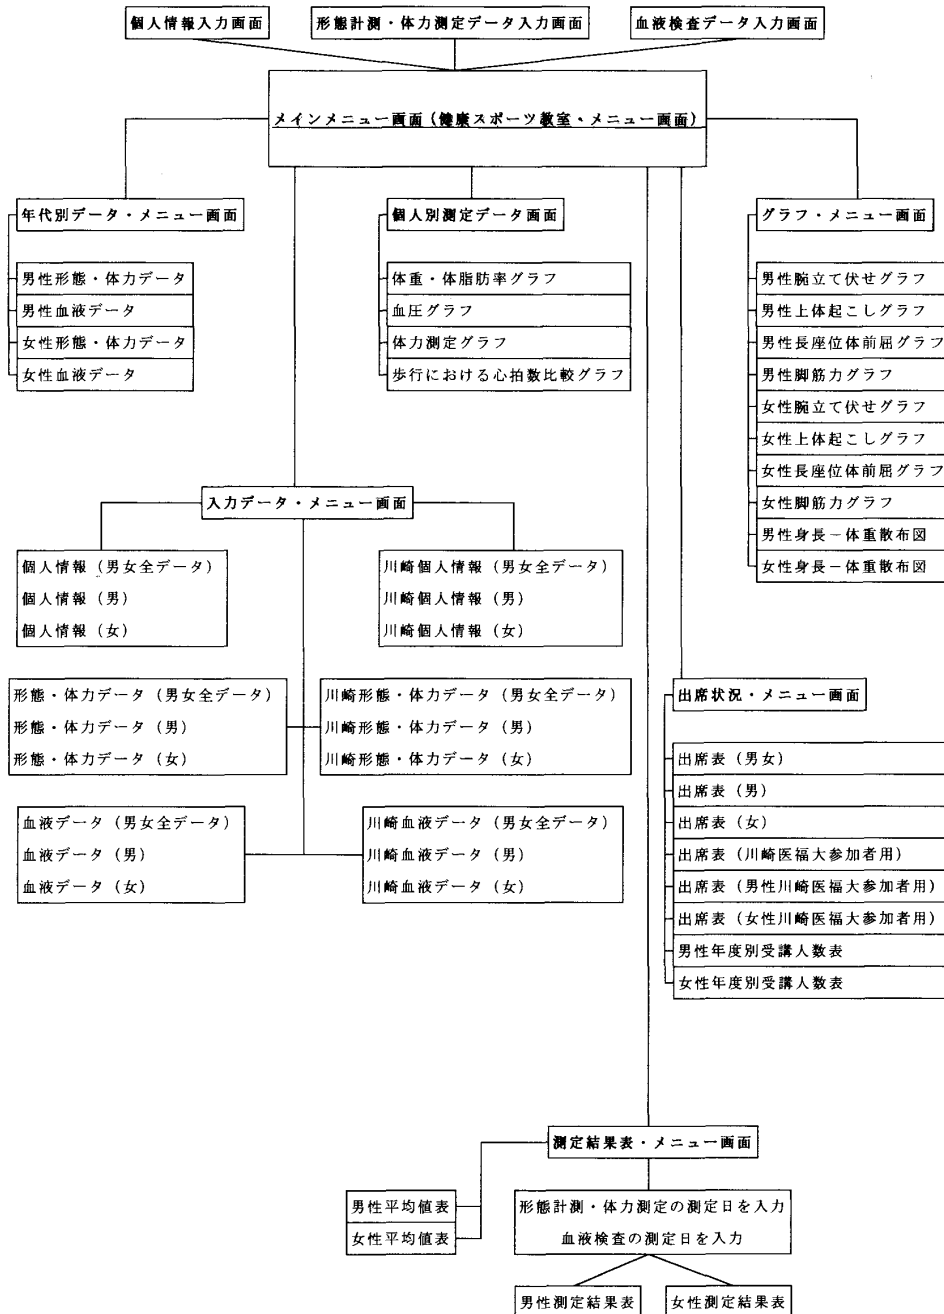 個人情報入力画面
形態計測・体力測定データ入力画面
血液検査データ入力画面
メインメニュー画面(健康スポーツ教室・メニュー画面)
年代別データ・メニュー画面
男性形態・体力データ
男性血液データ
女性形態・体力データ
女性血液データ
個人別測定データ画面
体重・体脂肪率グラフ
血圧グラフ
体力測定グラフ
歩行における心拍数比較グラフ
グラフ・メニュー画面
男性腕立て伏せグラフ
男性上体起こしグラフ
男性長座位体前屈グラフ
男性脚筋力グラフ
女性腕立て伏せグラフ
女性上体起こしグラフ
女性長座位体前屈グラフ
女性脚筋力グラフ
男性身長－体重散布図
女性身長－体重散布図
入力データ・メニュー画面
個人情報(男女全データ)
個人情報(男)
個人情報(女)
川崎個人情報(男女全データ)
川崎個人情報(男)
川崎個人情報(女)
形態・体力データ(男女全データ)
形態・体力データ(男)
形態・体力データ(女)
川崎形態・体力データ(男女全データ)
川崎形態・体力データ(男)
川崎形態・体力データ(女)
血液データ(男女全データ)
血液データ(男)
血液データ(女)
川崎血液データ(男女全データ)
川崎血液データ(男)
川崎血液データ(女)
出席状況・メニュー画面
出席表(男女)
出席表(男)
出席表(女)
出席表(川崎医福大参加者用)
出席表(男性川崎医福大参加者用)
出席表(女性川崎医福大参加者用)
男性年度別受講人数表
女性年度別受講人数表
測定結果表・メニュー画面
男性平均値表
女性平均値表
形態計測・体力測定の測定日を入力
血液検査の測定日を入力
男性測定結果表
女性測定結果表